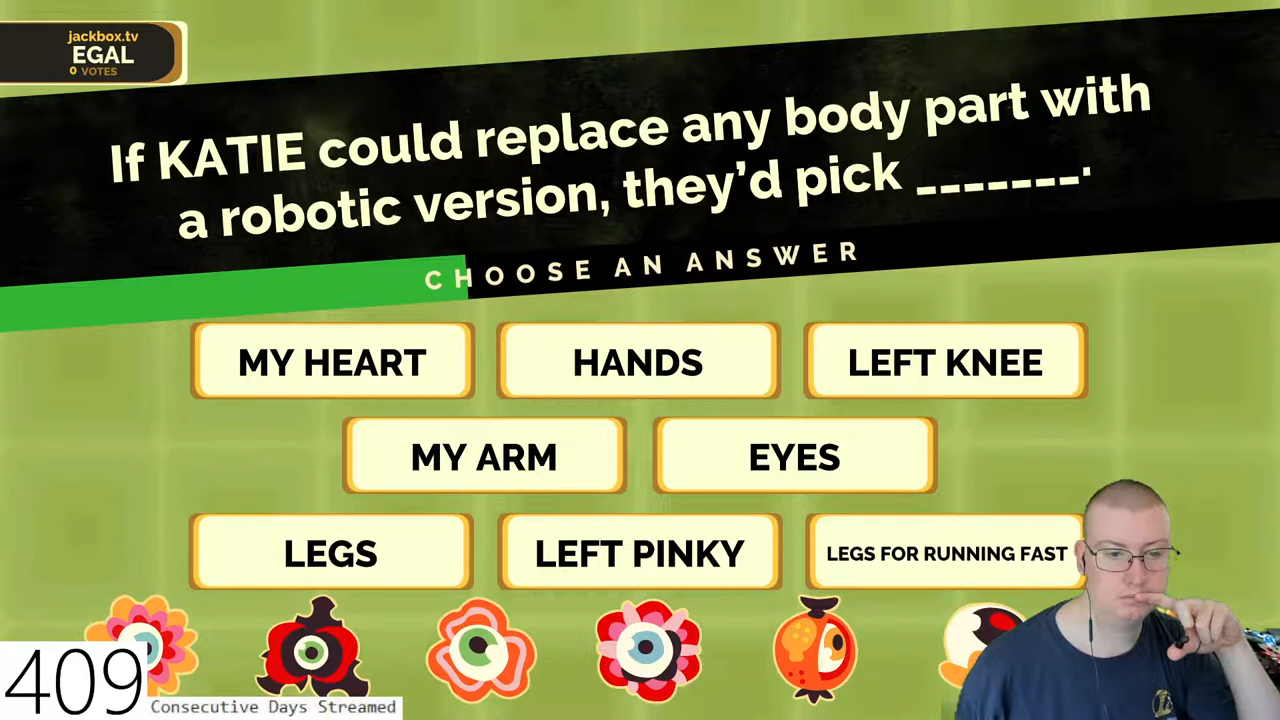 jackbox.tv
EGAL
0 VOTES
If KATIE could replace any body part with
a robotic version, they'd pick _______.
CHOOSE AN ANSWER
MY HEART
HANDS
LEFT KNEE
MY ARM
EYES
LEGS
LEFT PINKY
LEGS FOR RUNNING FAST
409
Consecutive Days Streamed